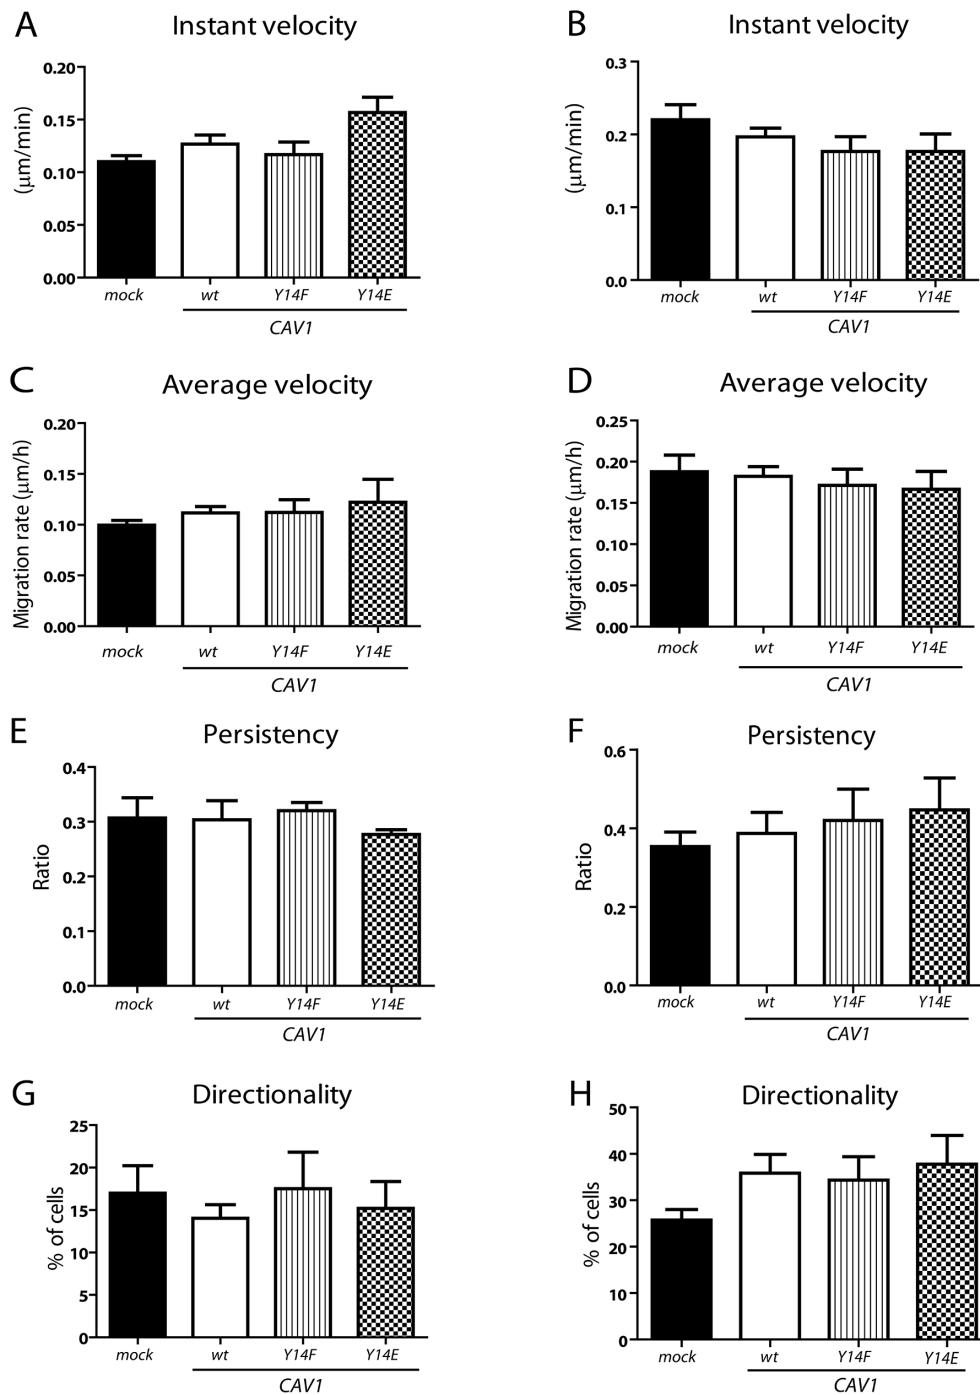 A
Instant velocity
(μm/min)
0.20
0.15
0.10
0.05
0.00
mock
wt
Y14F
Y14E
CAV1
B
Instant velocity
(μm/min)
0.3
0.2
0.1
0.0
mock
wt
Y14F
Y14E
CAV1
C
Average velocity
Migration rate (μm/h)
0.20
0.15
0.10
0.05
0.00
mock
wt
Y14F
Y14E
CAV1
D
Average velocity
Migration rate (μm/h)
0.25
0.20
0.15
0.10
0.05
0.00
mock
wt
Y14F
Y14E
CAV1
E
Persistency
Ratio
0.4
0.3
0.2
0.1
0.0
mock
wt
Y14F
Y14E
CAV1
F
Persistency
Ratio
0.6
0.4
0.2
0.0
mock
wt
Y14F
Y14E
CAV1
G
Directionality
% of cells
25
20
15
10
5
0
mock
wt
Y14F
Y14E
CAV1
H
Directionality
% of cells
50
40
30
20
10
0
mock
wt
Y14F
Y14E
CAV1